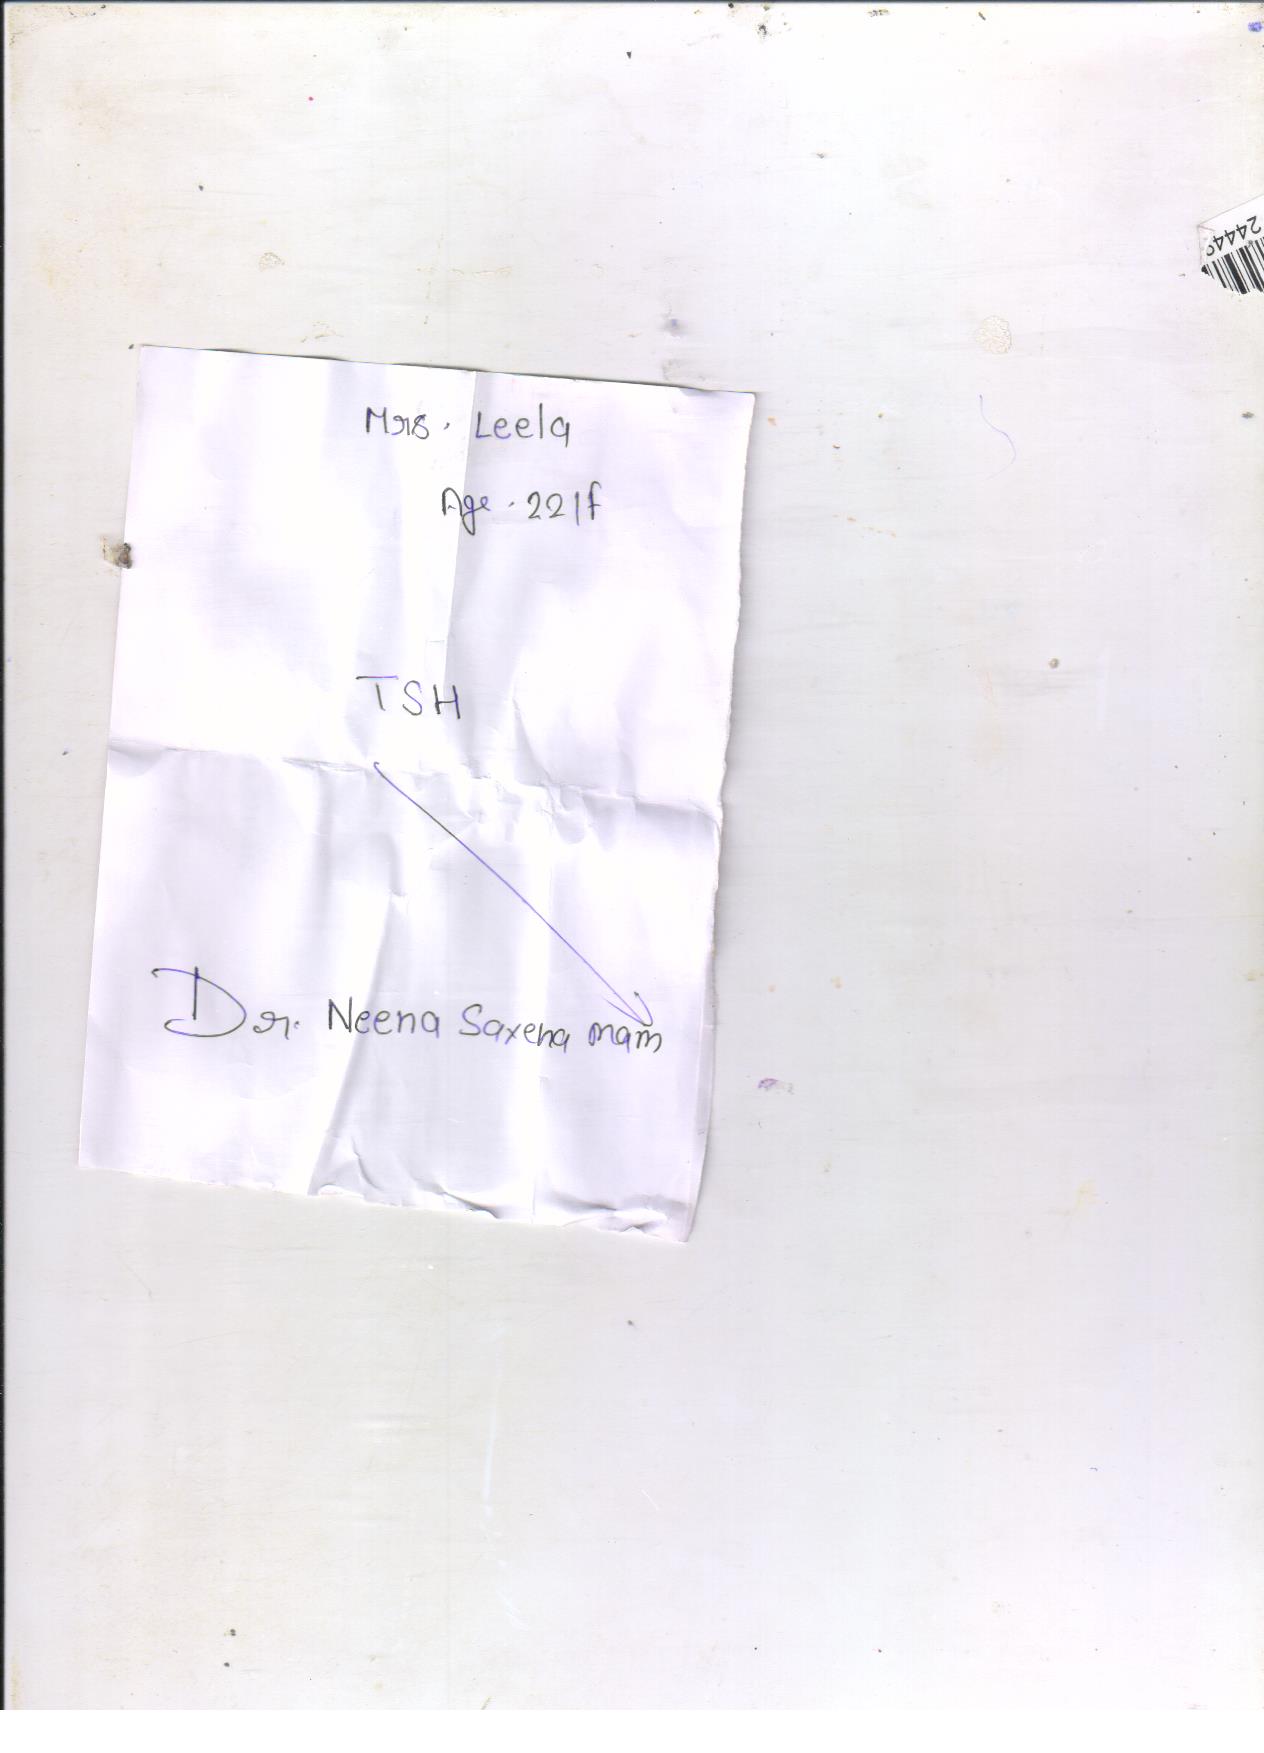 Mrs. Leela
Age. 22/f
TSH
Dr. Neena Saxena mam